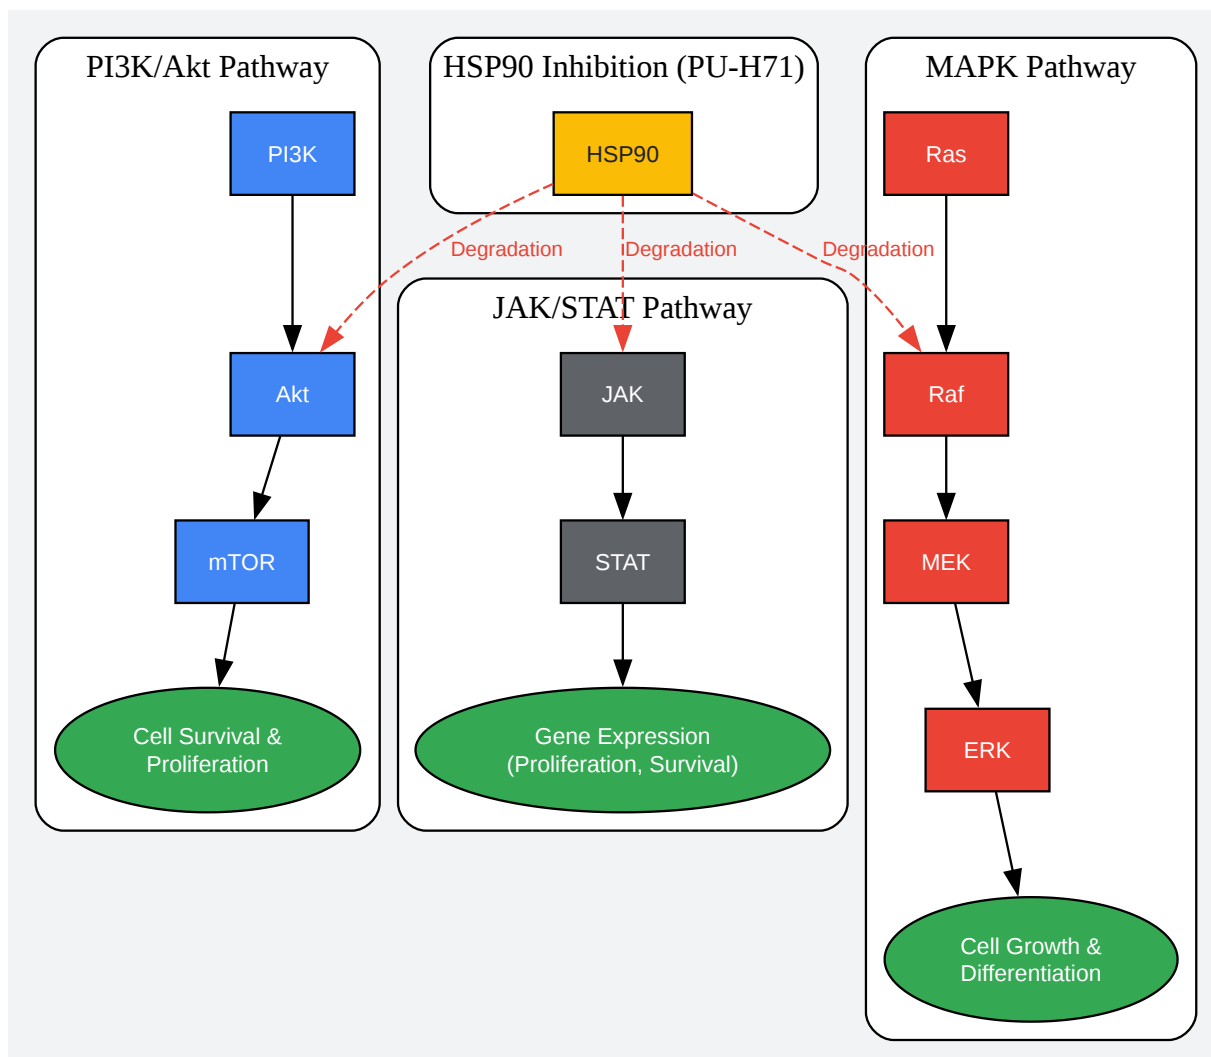 PI3K/Akt Pathway
PI3K
Akt
mTOR
Cell Survival &
Proliferation
HSP90 Inhibition (PU-H71)
HSP90
Degradation
Degradation
Degradation
JAK/STAT Pathway
JAK
STAT
Gene Expression
(Proliferation, Survival)
MAPK Pathway
Ras
Raf
MEK
ERK
Cell Growth &
Differentiation